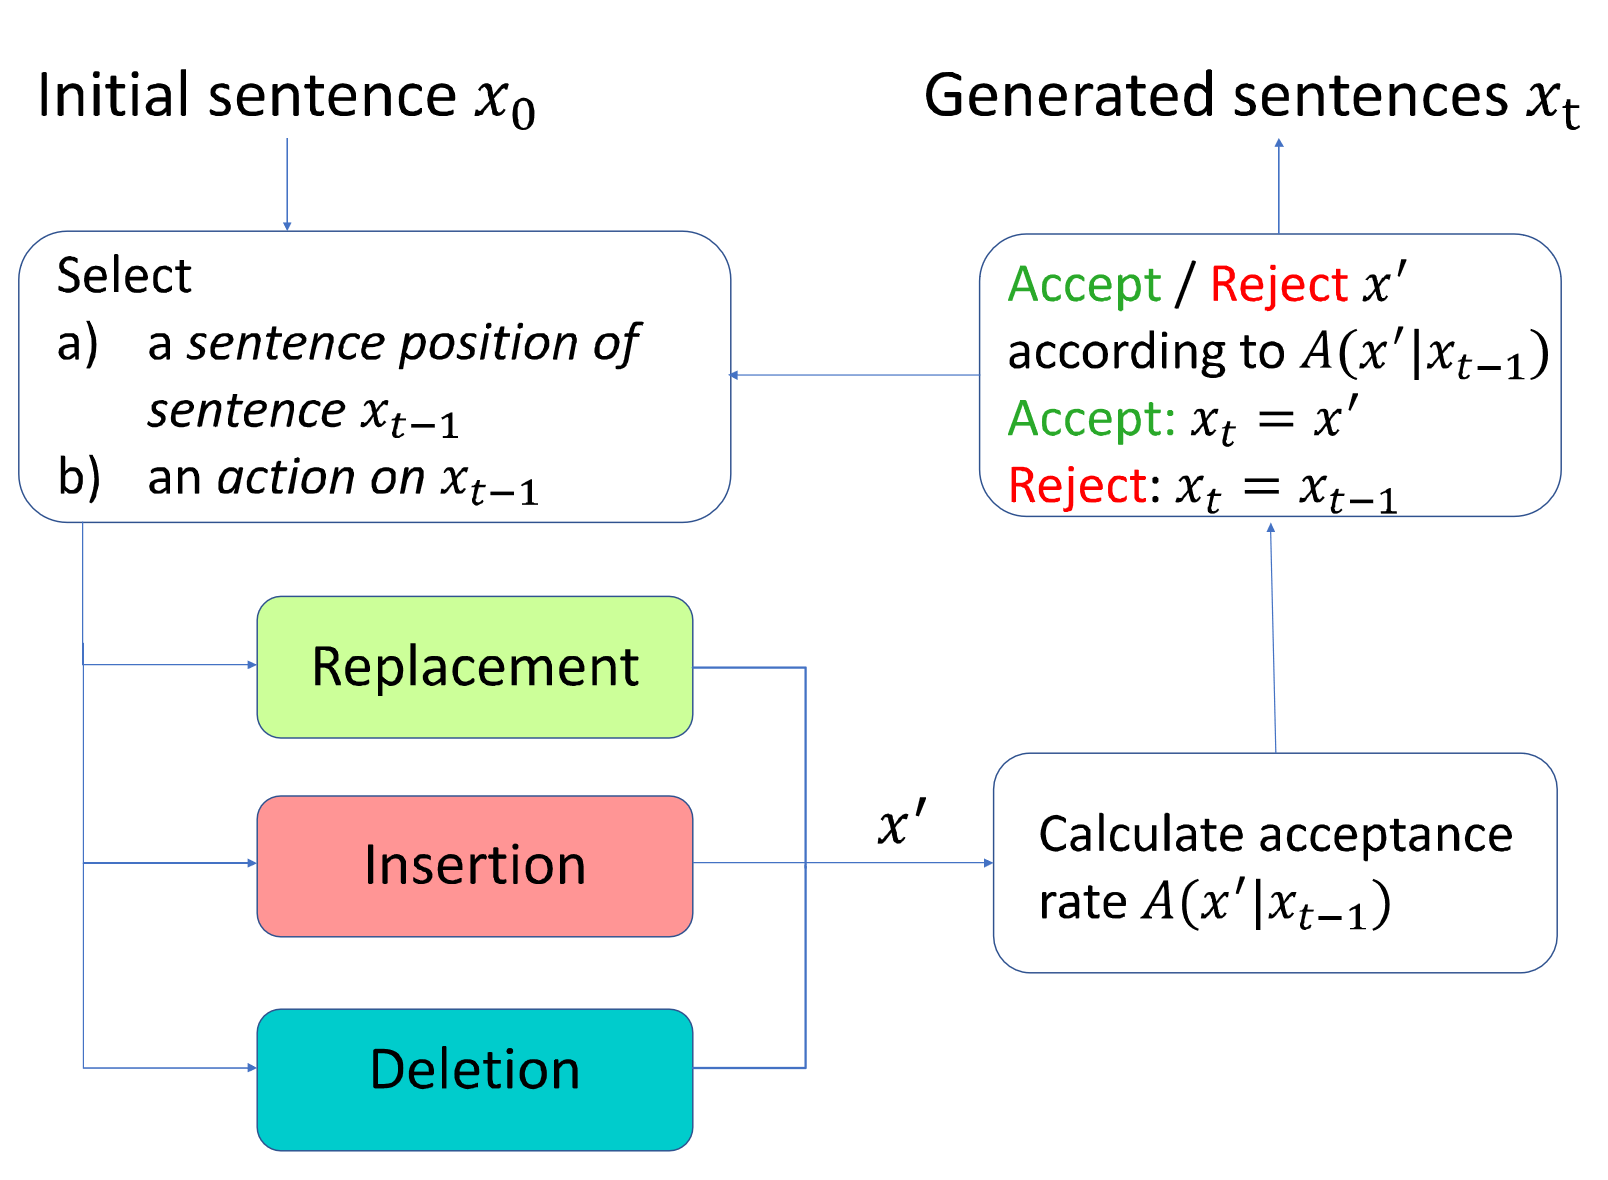 Initial sentence x₀
Generated sentences xₜ
Select
a) a sentence position of
sentence xₜ₋₁
b) an action on xₜ₋₁
Accept / Reject x′
according to A(x′|xₜ₋₁)
Accept: xₜ = x′
Reject: xₜ = xₜ₋₁
Replacement
Insertion
Deletion
x′
Calculate acceptance
rate A(x′|xₜ₋₁)